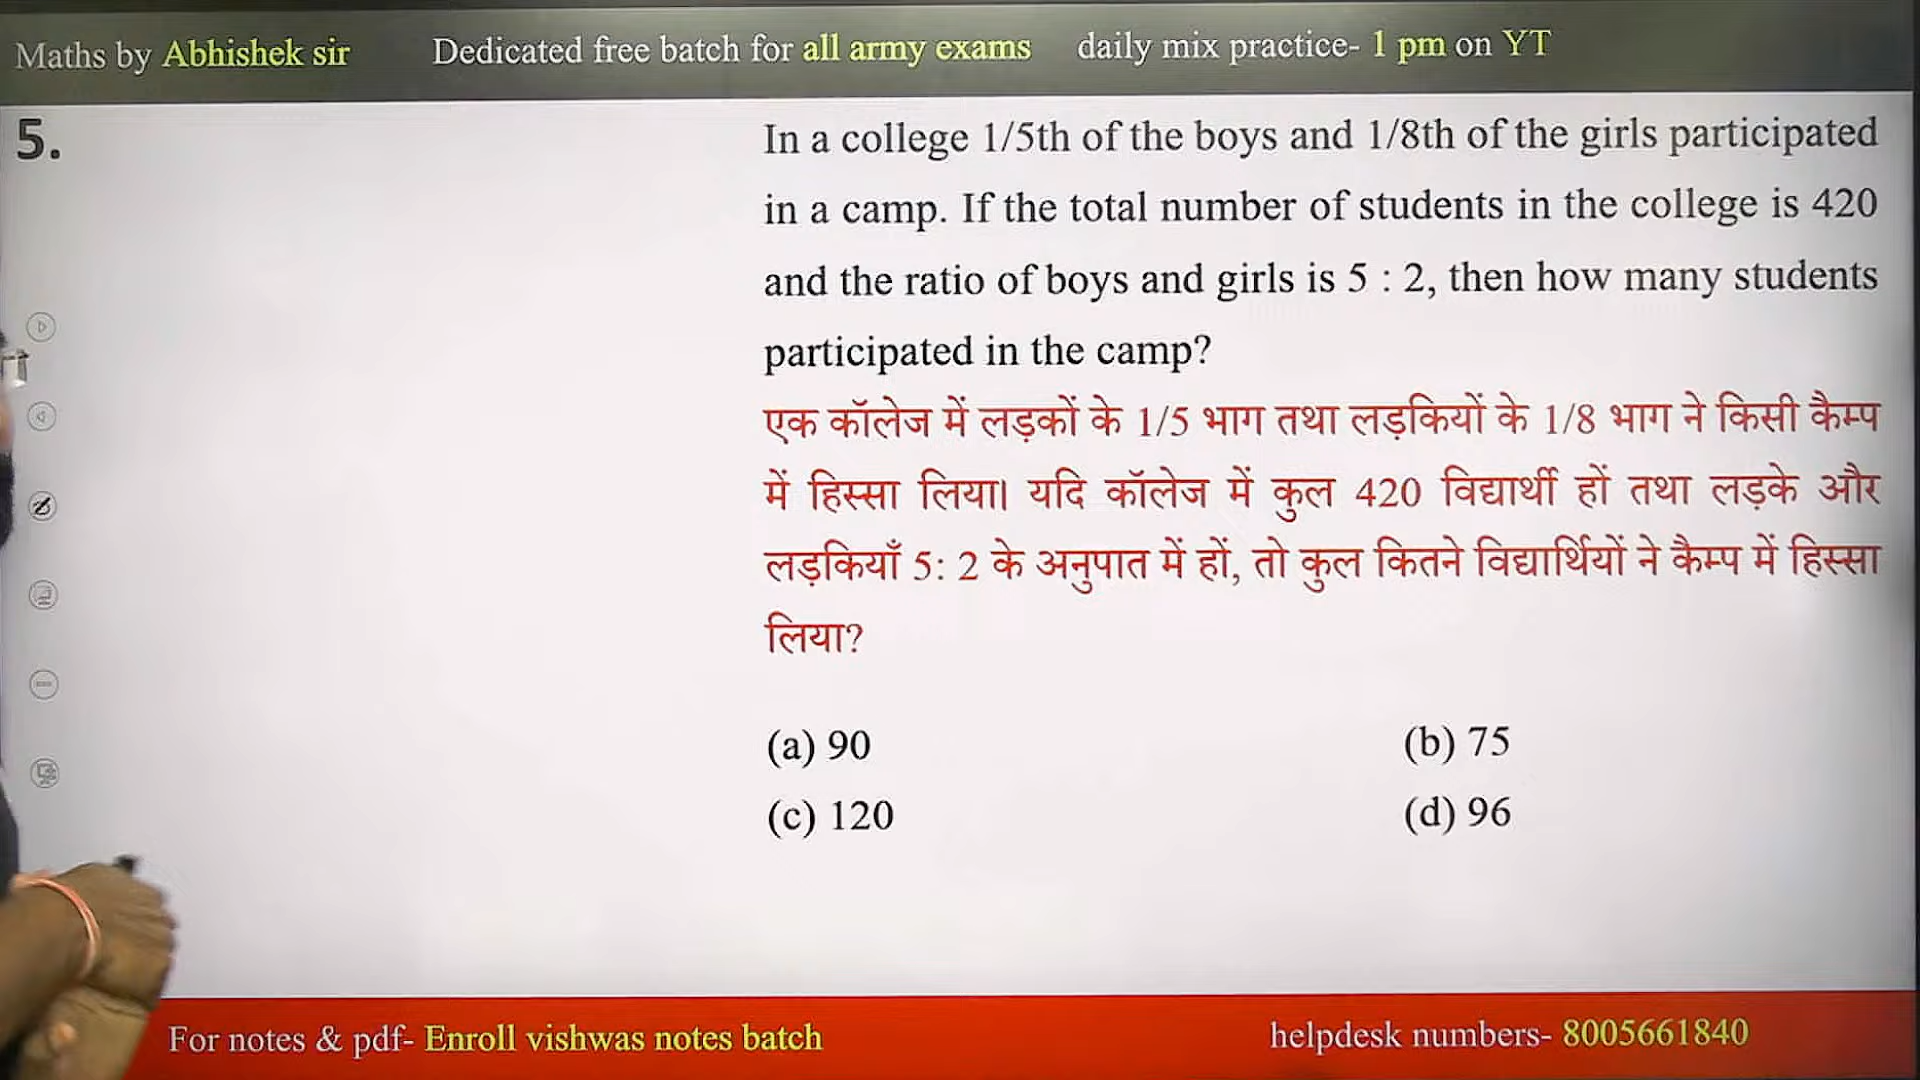 Maths by Abhishek sir Dedicated free batch for all army exams daily mix practice- 1 pm on YT
5.
In a college 1/5th of the boys and 1/8th of the girls participated
in a camp. If the total number of students in the college is 420
and the ratio of boys and girls is 5 : 2, then how many students
participated in the camp?
एक कॉलेज में लड़कों के 1/5 भाग तथा लड़कियों के 1/8 भाग ने किसी कैम्प
में हिस्सा लिया। यदि कॉलेज में कुल 420 विद्यार्थी हों तथा लड़के और
लड़कियाँ 5: 2 के अनुपात में हों, तो कुल कितने विद्यार्थियों ने कैम्प में हिस्सा
लिया?
(a) 90 (b) 75
(c) 120 (d) 96
For notes & pdf- Enroll vishwas notes batch helpdesk numbers- 8005661840